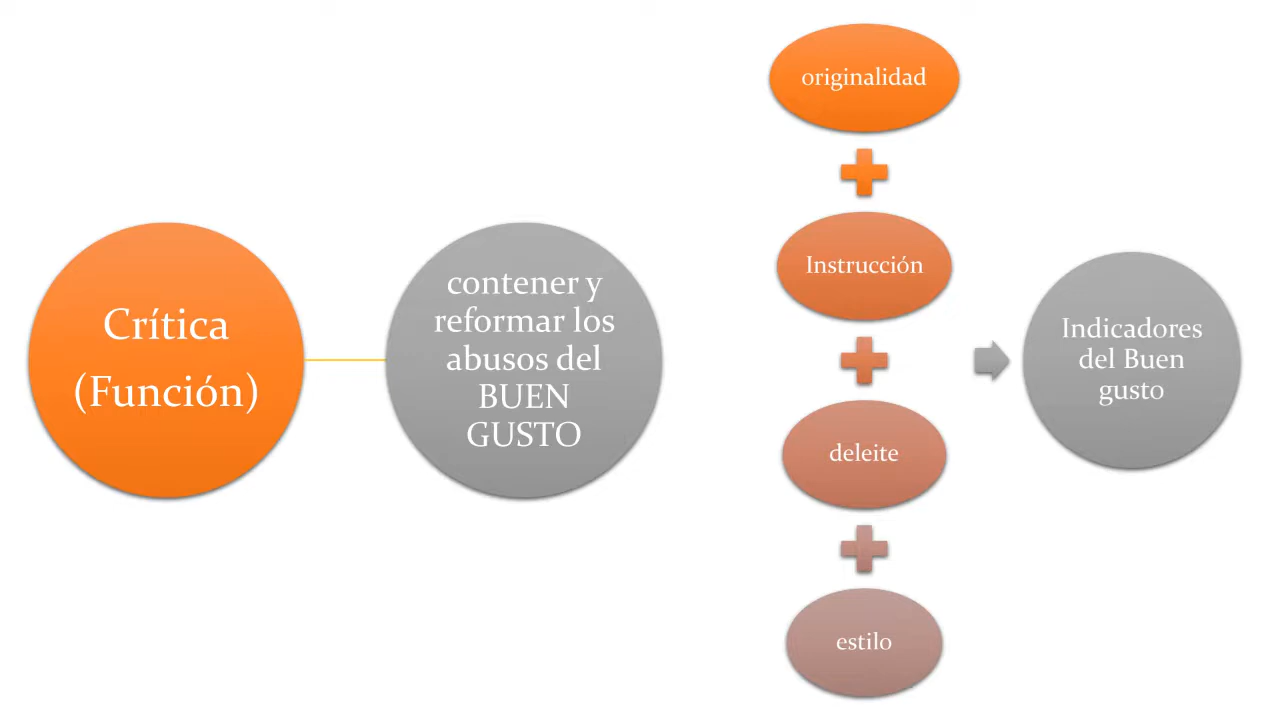 Crítica
(Función)
contener y
reformar los
abusos del
BUEN
GUSTO
originalidad
Instrucción
deleite
estilo
Indicadores
del Buen
gusto